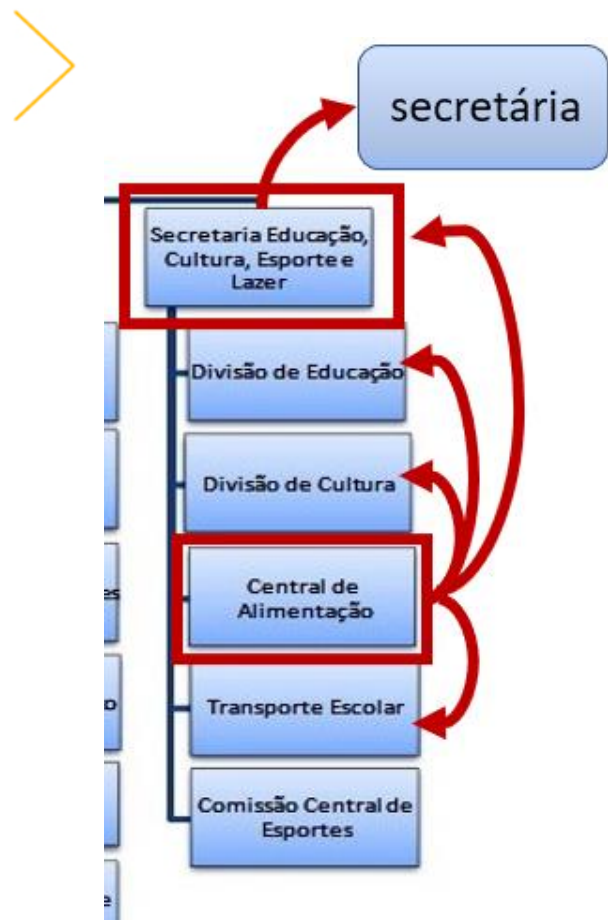 secretária
Secretaria Educação,
Cultura, Esporte e
Lazer
Divisão de Educação
Divisão de Cultura
Central de
Alimentação
Transporte Escolar
Comissão Central de
Esportes